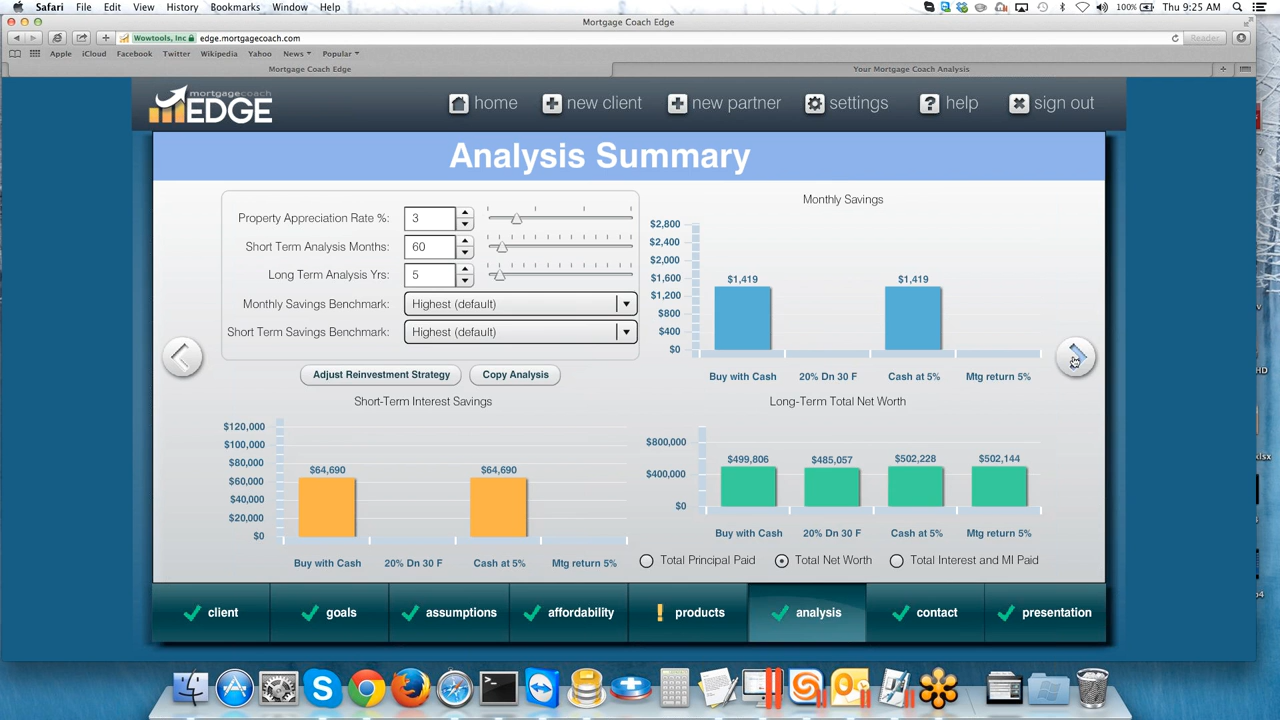 Safari File Edit View History Bookmarks Window Help 100% Thu 9:25 AM
Mortgage Coach Edge
Wowtools, Inc edge.mortgagecoach.com Reader
Apple iCloud Facebook Twitter Wikipedia Yahoo News Popular
Mortgage Coach Edge Your Mortgage Coach Analysis
mortgagecoach
EDGE
home new client new partner settings help sign out
Analysis Summary
Property Appreciation Rate %: 3
Short Term Analysis Months: 60
Long Term Analysis Yrs: 5
Monthly Savings Benchmark: Highest (default)
Short Term Savings Benchmark: Highest (default)
Adjust Reinvestment Strategy Copy Analysis
Monthly Savings
$2,800
$2,400
$2,000
$1,600
$1,200
$800
$400
$0
$1,419 $1,419
Buy with Cash 20% Dn 30 F Cash at 5% Mtg return 5%
Short-Term Interest Savings
$120,000
$100,000
$80,000
$60,000
$40,000
$20,000
$0
$64,690 $64,690
Buy with Cash 20% Dn 30 F Cash at 5% Mtg return 5%
Long-Term Total Net Worth
$800,000
$400,000
$0
$499,806 $485,057 $502,228 $502,144
Buy with Cash 20% Dn 30 F Cash at 5% Mtg return 5%
Total Principal Paid Total Net Worth Total Interest and MI Paid
client goals assumptions affordability products analysis contact presentation